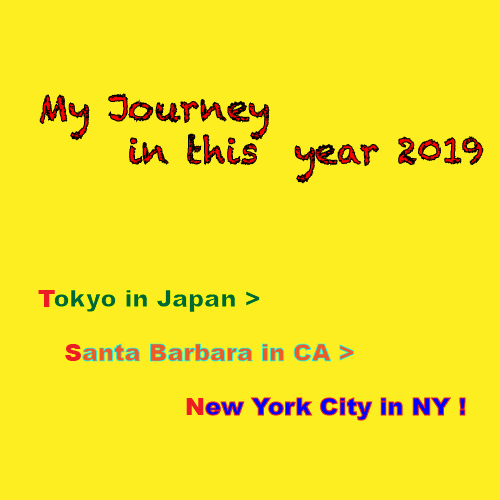 My Journey
in this year 2019
Tokyo in Japan >
Santa Barbara in CA >
New York City in NY !